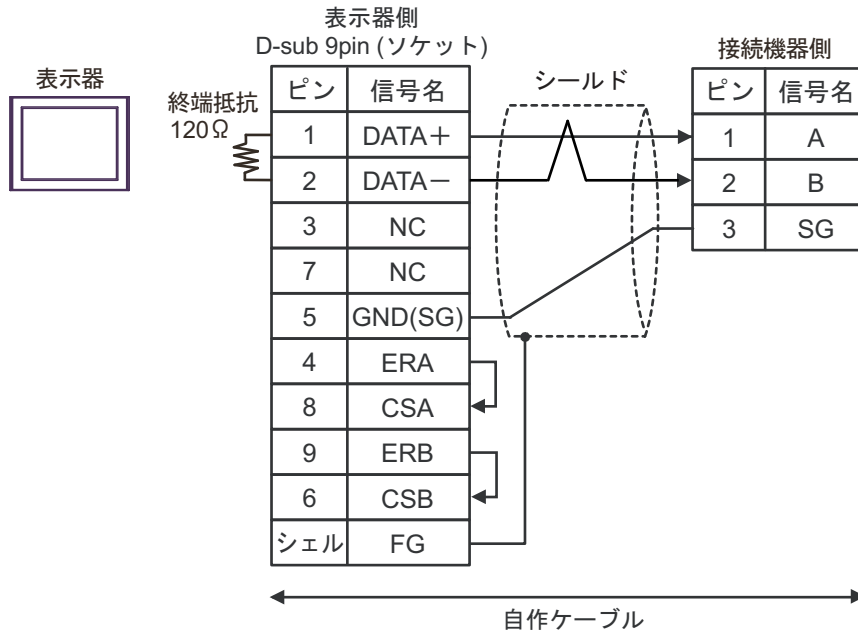 表示器側
D-sub 9pin (ソケット)
接続機器側
表示器
終端抵抗
120Ω
シールド
ピン 信号名
1 DATA+
2 DATA-
3 NC
7 NC
5 GND(SG)
4 ERA
8 CSA
9 ERB
6 CSB
シェル FG
ピン 信号名
1 A
2 B
3 SG
自作ケーブル